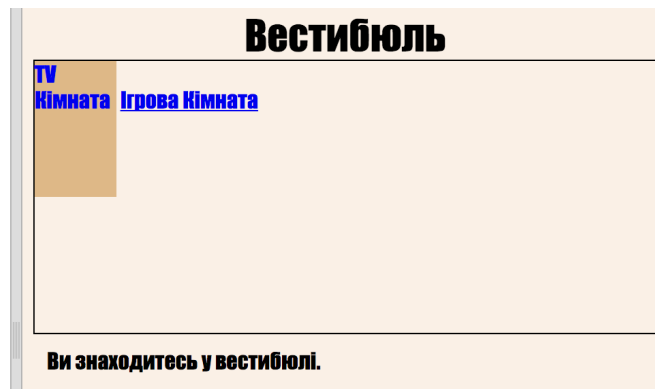 Вестибюль
TV
Кімната Ігрова Кімната
Ви знаходитесь у вестибюлі.